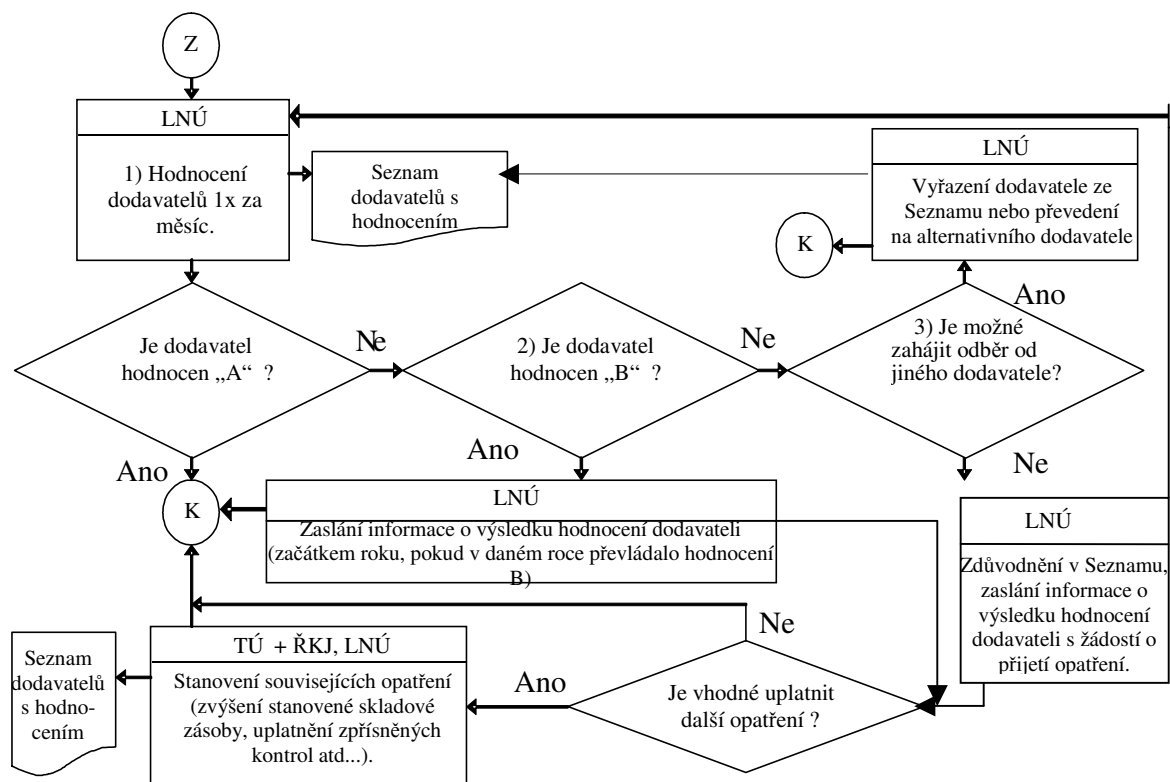 Z
LNÚ
1) Hodnocení
dodavatelů 1x za
měsíc.
Seznam
dodavatelů s
hodnocením
LNÚ
Vyřazení dodavatele ze
Seznamu nebo převedení
na alternativního dodavatele
K
Je dodavatel
hodnocen „A“ ?
Ne
2) Je dodavatel
hodnocen „B“ ?
Ne
Ano
3) Je možné
zahájit odběr od
jiného dodavatele?
Ano
Ano
Ne
K
LNÚ
Zaslání informace o výsledku hodnocení dodavateli
(začátkem roku, pokud v daném roce převládalo hodnocení
B)
LNÚ
Zdůvodnění v Seznamu,
zaslání informace o
výsledku hodnocení
dodavateli s žádostí o
přijetí opatření.
Seznam
dodavatelů
s hodno-
cením
TÚ + ŘKJ, LNÚ
Stanovení souvisejících opatření
(zvýšení stanovené skladové
zásoby, uplatnění zpřísněných
kontrol atd...).
Ano
Ne
Je vhodné uplatnit
další opatření ?